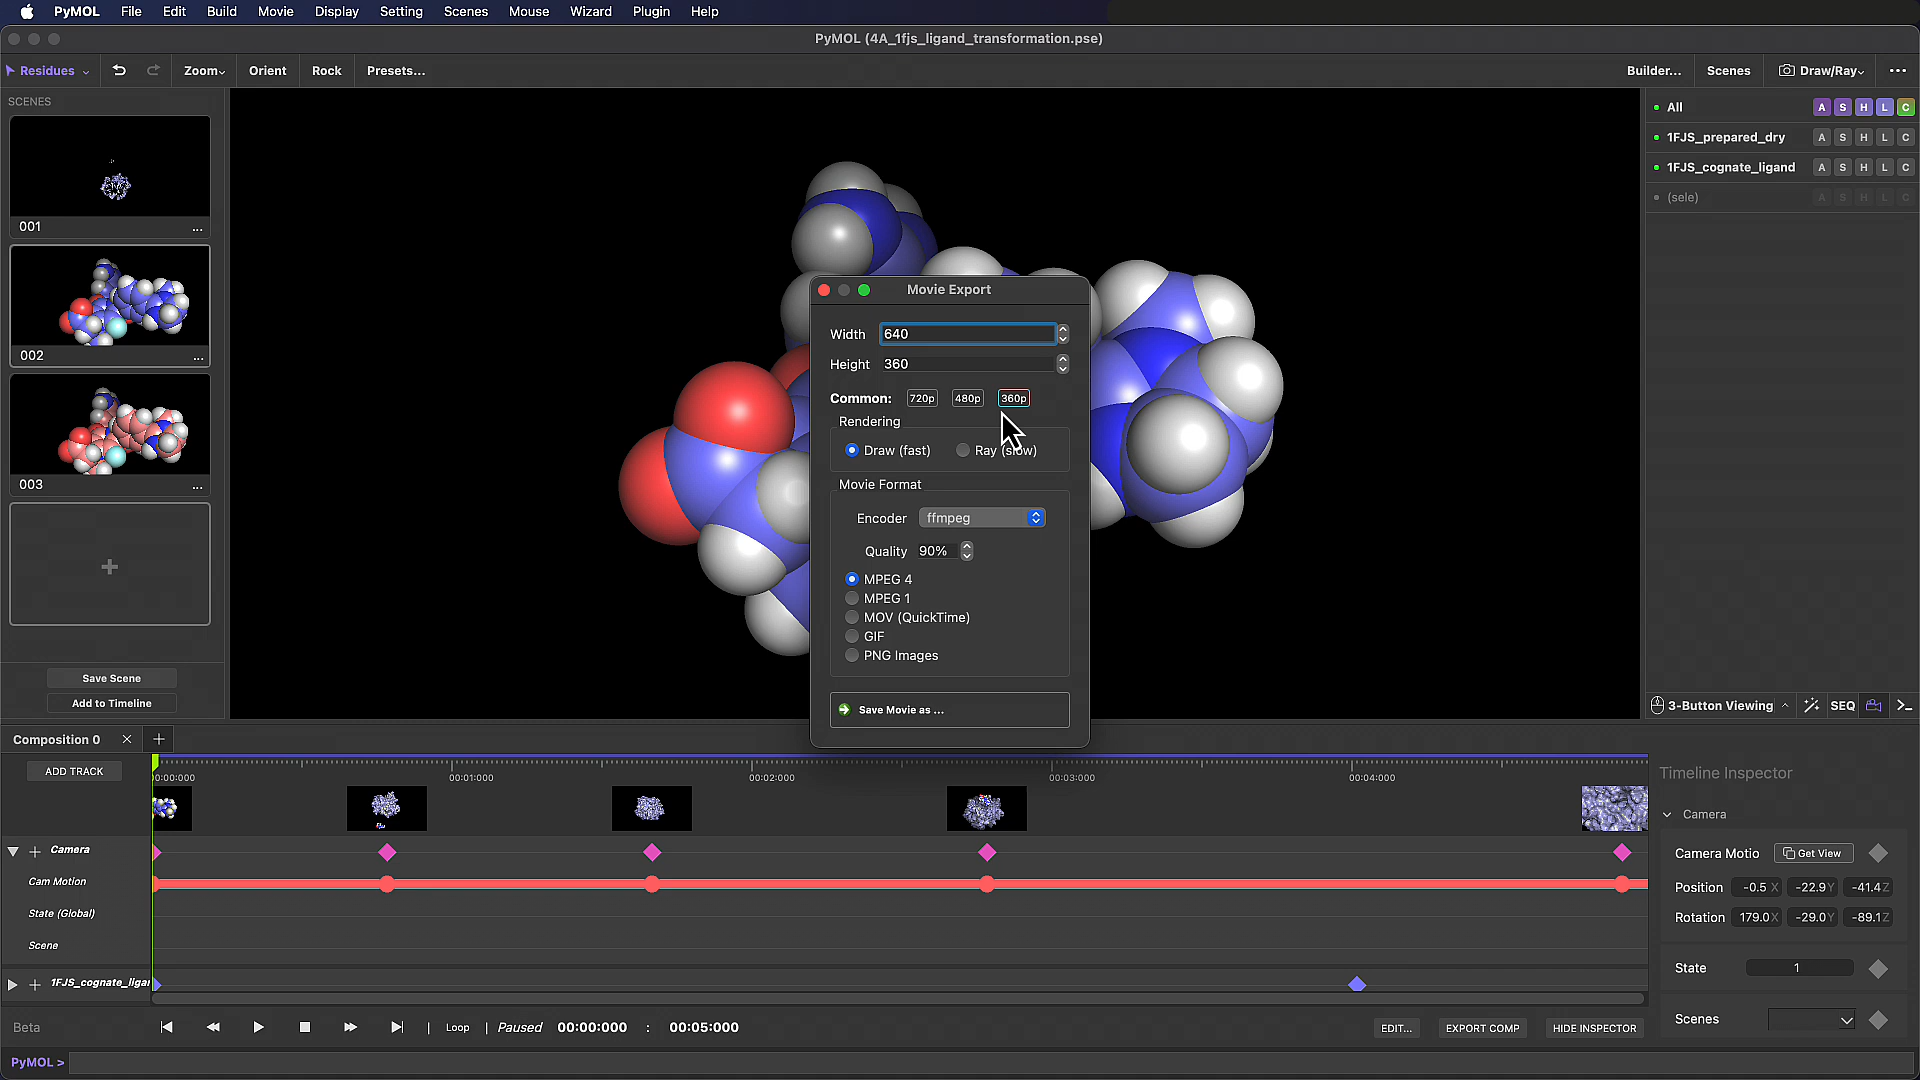 PyMOL File Edit Build Movie Display Setting Scenes Mouse Wizard Plugin Help
PyMOL (4A_1fjs_ligand_transformation.pse)
Residues Zoom Orient Rock Presets... Builder... Scenes Draw/Ray ...
SCENES
001 ...
002 ...
003 ...
+
Save Scene
Add to Timeline
All A S H L C
1FJS_prepared_dry A S H L C
1FJS_cognate_ligand A S H L C
(sele) A S H L C
Movie Export
Width 640
Height 360
Common: 720p 480p 360p
Rendering
Draw (fast) Ray (slow)
Movie Format
Encoder ffmpeg
Quality 90%
MPEG 4
MPEG 1
MOV (QuickTime)
GIF
PNG Images
Save Movie as ...
3-Button Viewing SEQ
Composition 0 × +
ADD TRACK
00:00:000 00:01:000 00:02:000 00:03:000 00:04:000
Camera
Cam Motion
State (Global)
Scene
1FJS_cognate_ligan
Timeline Inspector
Camera
Camera Motio Get View
Position -0.5 X -22.9 Y -41.4 Z
Rotation 179.0 X -29.0 Y -89.1 Z
State 1
Scenes
Beta | Loop | Paused 00:00:000 : 00:05:000 EDIT... EXPORT COMP HIDE INSPECTOR
PyMOL >